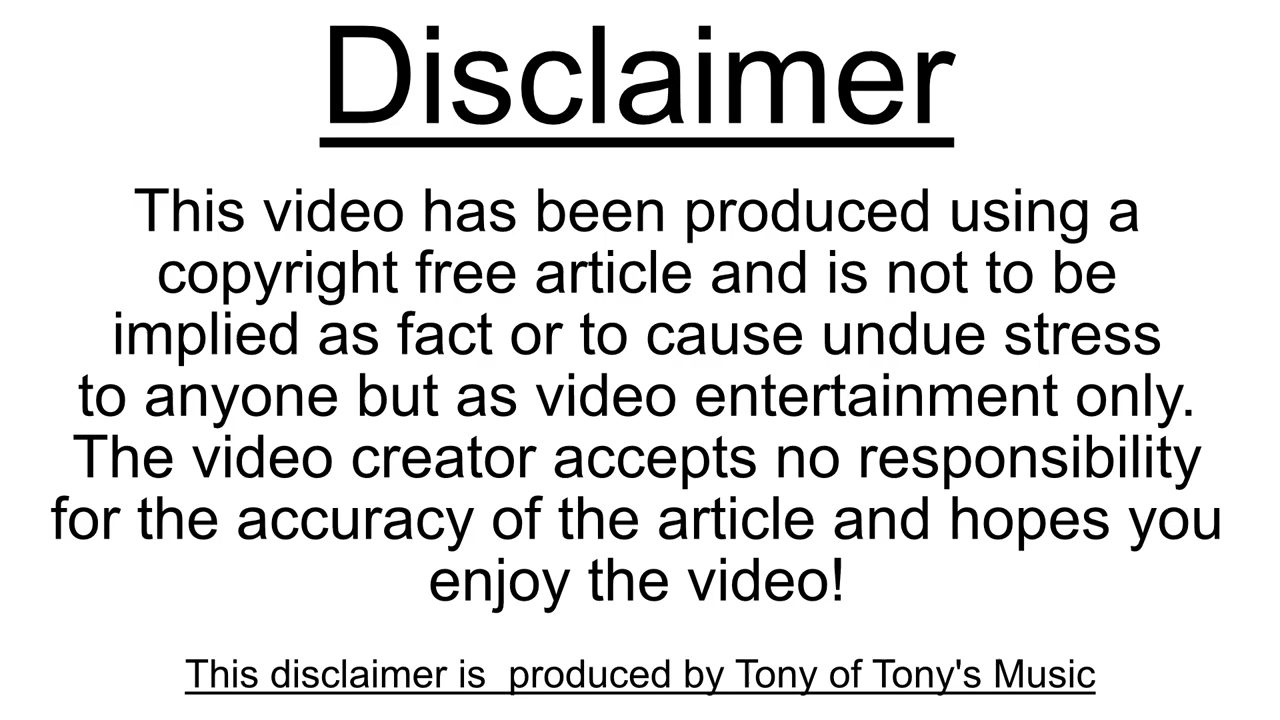 Disclaimer
This video has been produced using a
copyright free article and is not to be
implied as fact or to cause undue stress
to anyone but as video entertainment only.
The video creator accepts no responsibility
for the accuracy of the article and hopes you
enjoy the video!
This disclaimer is  produced by Tony of Tony's Music